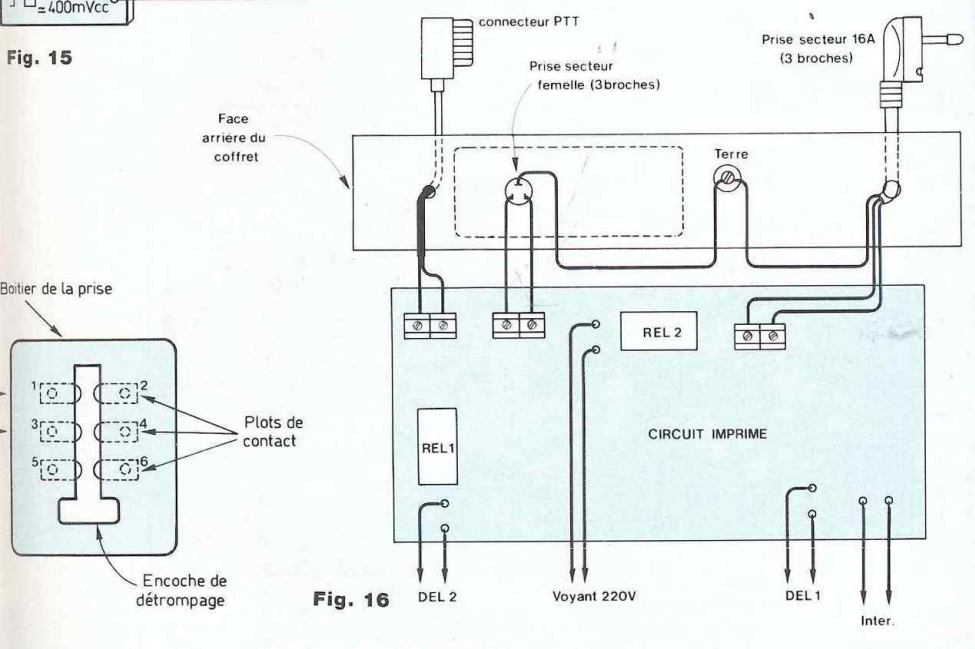 =400mVcc
Fig. 15
connecteur PTT
Prise secteur
femelle (3broches)
Prise secteur 16A
(3 broches)
Face
arrière du
coffret
Terre
Boitier de la prise
1
2
3
4
5
6
Plots de
contact
Encoche de
détrompage
REL 2
REL1
CIRCUIT IMPRIME
Fig. 16
DEL 2
Voyant 220V
DEL 1
Inter.